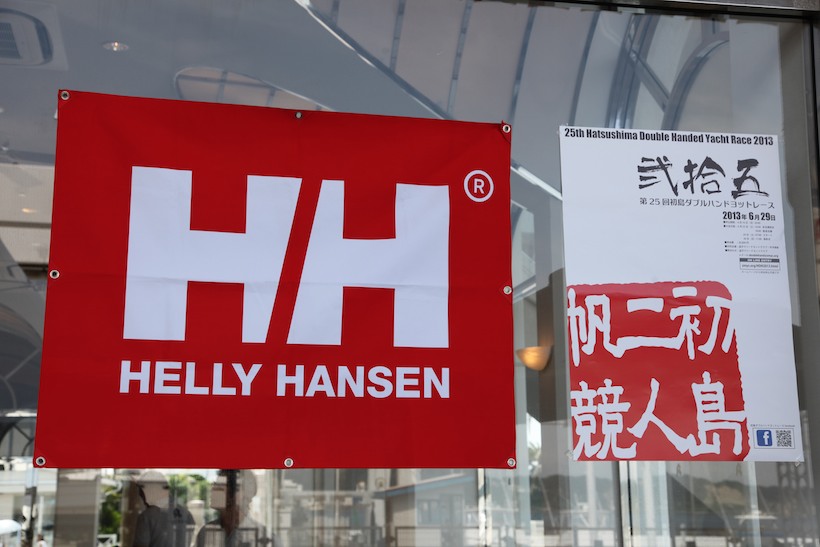 HH
®
HELLY HANSEN
25th Hatsushima Double Handed Yacht Race 2013
弐拾五
第25回初島ダブルハンドヨットレース
2013年6月29日
初島
二人
帆競
f